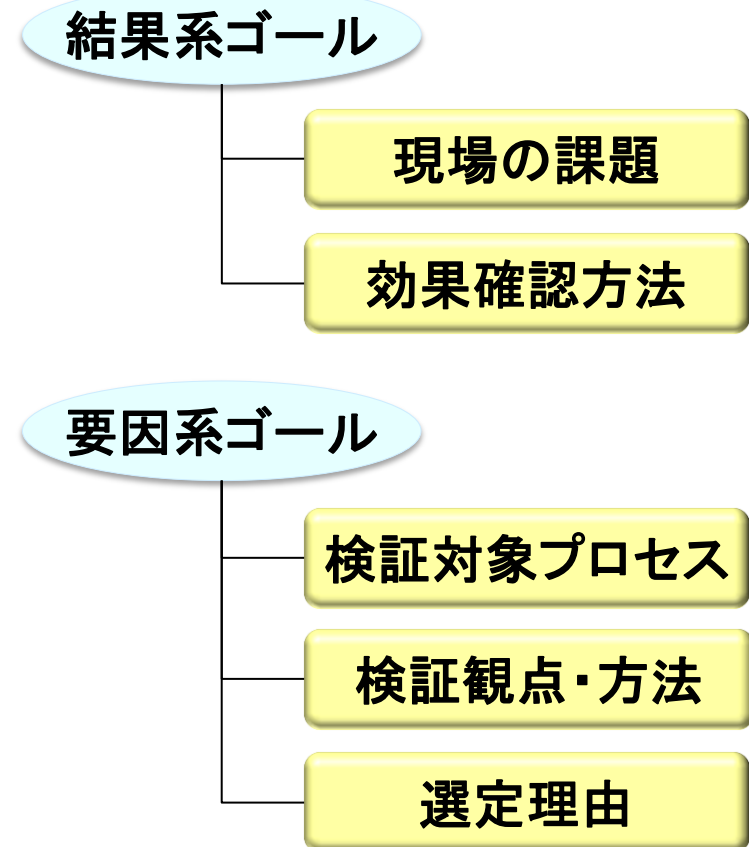 結果系ゴール
現場の課題
効果確認方法
要因系ゴール
検証対象プロセス
検証観点・方法
選定理由